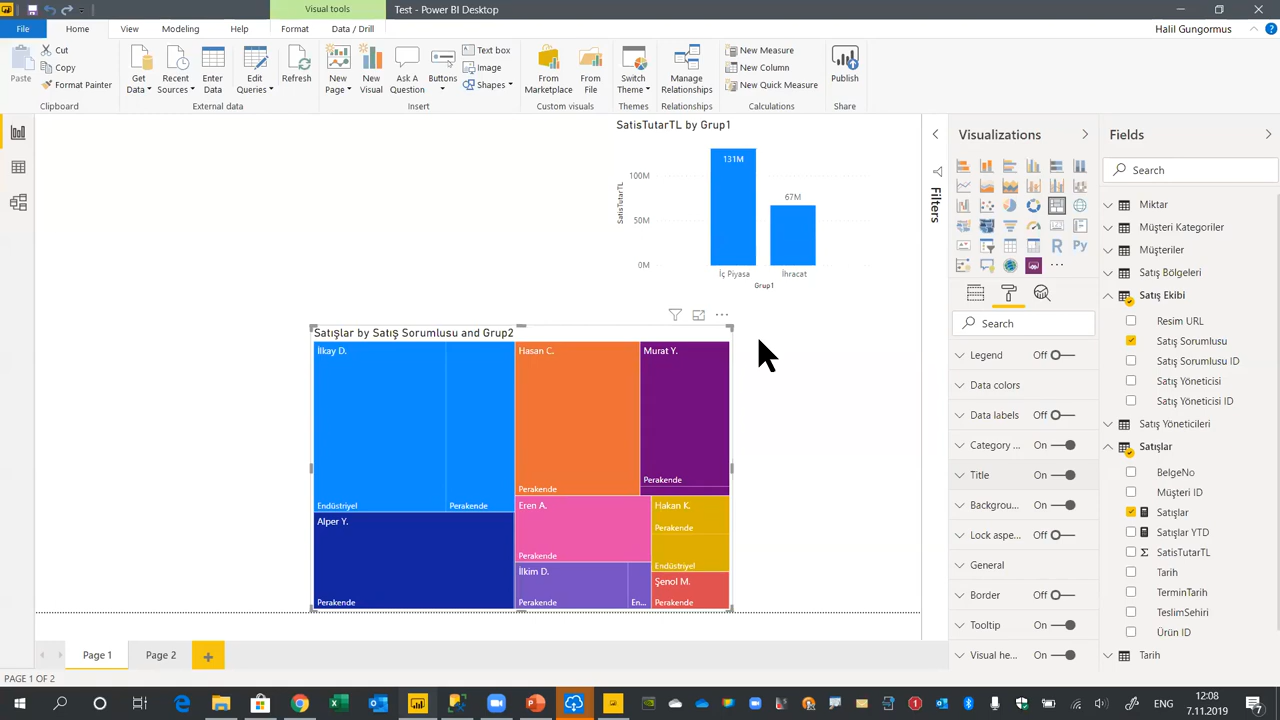 Visual tools
Test - Power BI Desktop
File
Home
View
Modeling
Help
Format
Data / Drill
Halil Gungormus
Paste
Cut
Copy
Format Painter
Clipboard
Get Data
Recent Sources
Enter Data
Edit Queries
Refresh
External data
New Page
New Visual
Ask A Question
Buttons
Text box
Image
Shapes
Insert
From Marketplace
From File
Custom visuals
Switch Theme
Themes
Manage Relationships
Relationships
New Measure
New Column
New Quick Measure
Calculations
Publish
Share
SatisTutarTL by Grup1
SatisTutarTL
100M
50M
0M
131M
67M
İç Piyasa
İhracat
Grup1
Satışlar by Satış Sorumlusu and Grup2
İlkay D.
Endüstriyel
Perakende
Alper Y.
Perakende
Hasan C.
Perakende
Murat Y.
Perakende
Eren A.
Perakende
Hakan K.
Perakende
Endüstriyel
İlkim D.
Perakende
En...
Şenol M.
Perakende
Filters
Visualizations
R
Py
Search
Legend Off
Data colors
Data labels Off
Category ... On
Title On
Backgrou... On
Lock aspe... Off
General
Border Off
Tooltip On
Visual he... On
Fields
Search
Miktar
Müşteri Kategoriler
Müşteriler
Satış Bölgeleri
Satış Ekibi
Resim URL
Satış Sorumlusu
Satış Sorumlusu ID
Satış Yöneticisi
Satış Yöneticisi ID
Satış Yöneticileri
Satışlar
BelgeNo
Müşteri ID
Satışlar
Satışlar YTD
SatisTutarTL
Tarih
TerminTarih
TeslimSehiri
Ürün ID
Tarih
Page 1
Page 2
PAGE 1 OF 2
ENG
12:08
7.11.2019